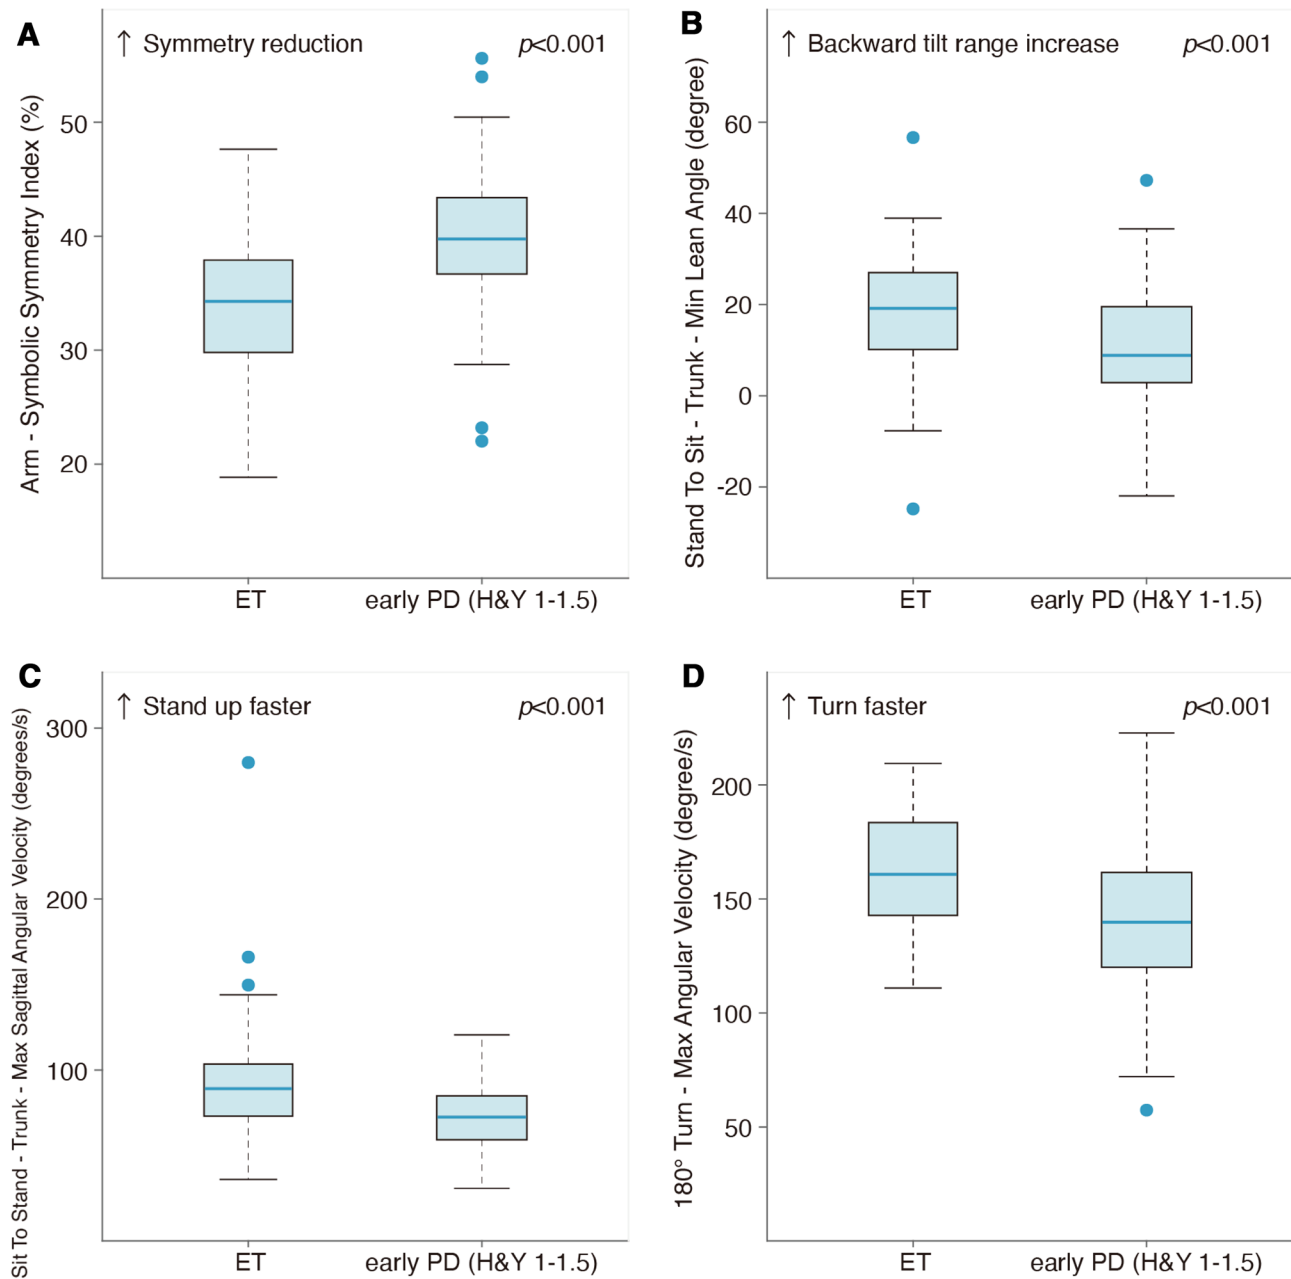 A
↑ Symmetry reduction
p<0.001
Arm - Symbolic Symmetry Index (%)
50
40
30
20
ET
early PD (H&Y 1-1.5)
B
↑ Backward tilt range increase
p<0.001
Stand To Sit - Trunk - Min Lean Angle (degree)
60
40
20
0
-20
ET
early PD (H&Y 1-1.5)
C
↑ Stand up faster
p<0.001
Sit To Stand - Trunk - Max Sagittal Angular Velocity (degrees/s)
300
200
100
ET
early PD (H&Y 1-1.5)
D
↑ Turn faster
p<0.001
180° Turn - Max Angular Velocity (degree/s)
200
150
100
50
ET
early PD (H&Y 1-1.5)